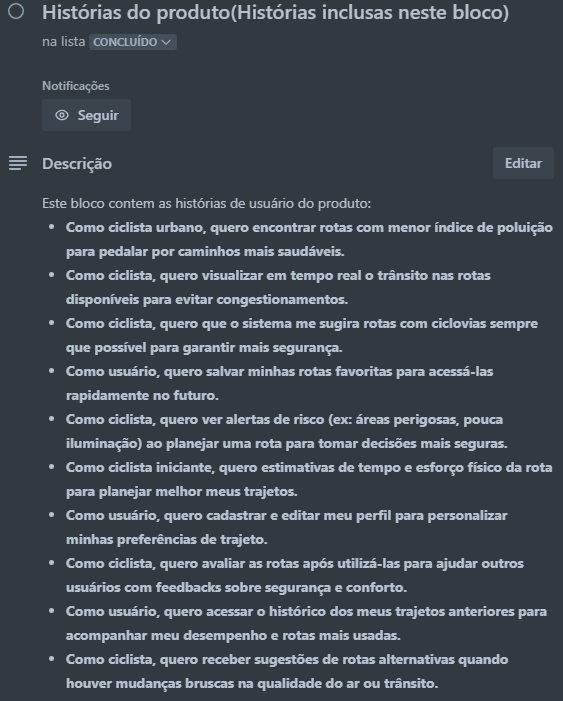 Histórias do produto(Histórias inclusas neste bloco)
na lista CONCLUÍDO
Notificações
Seguir
Descrição
Editar
Este bloco contem as histórias de usuário do produto:
• Como ciclista urbano, quero encontrar rotas com menor índice de poluição
para pedalar por caminhos mais saudáveis.
• Como ciclista, quero visualizar em tempo real o trânsito nas rotas
disponíveis para evitar congestionamentos.
• Como ciclista, quero que o sistema me sugira rotas com ciclovias sempre
que possível para garantir mais segurança.
• Como usuário, quero salvar minhas rotas favoritas para acessá-las
rapidamente no futuro.
• Como ciclista, quero ver alertas de risco (ex: áreas perigosas, pouca
iluminação) ao planejar uma rota para tomar decisões mais seguras.
• Como ciclista iniciante, quero estimativas de tempo e esforço físico da rota
para planejar melhor meus trajetos.
• Como usuário, quero cadastrar e editar meu perfil para personalizar
minhas preferências de trajeto.
• Como ciclista, quero avaliar as rotas após utilizá-las para ajudar outros
usuários com feedbacks sobre segurança e conforto.
• Como usuário, quero acessar o histórico dos meus trajetos anteriores para
acompanhar meu desempenho e rotas mais usadas.
• Como ciclista, quero receber sugestões de rotas alternativas quando
houver mudanças bruscas na qualidade do ar ou trânsito.